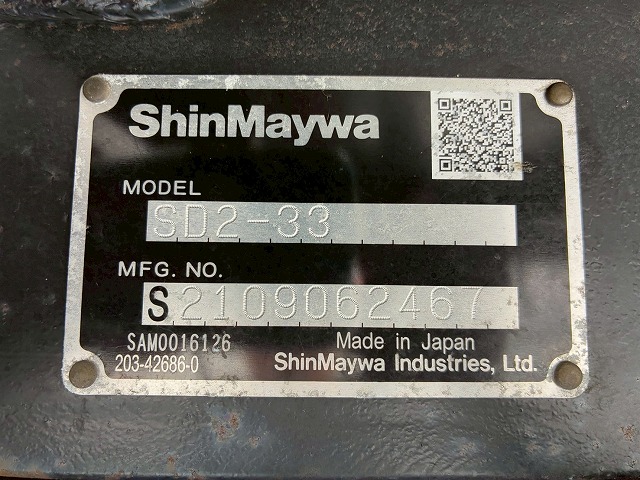 ShinMaywa
MODEL
SD2-33
MFG. NO.
S2109062467
SAM0016126
Made in Japan
203-42686-0
ShinMaywa Industries, Ltd.